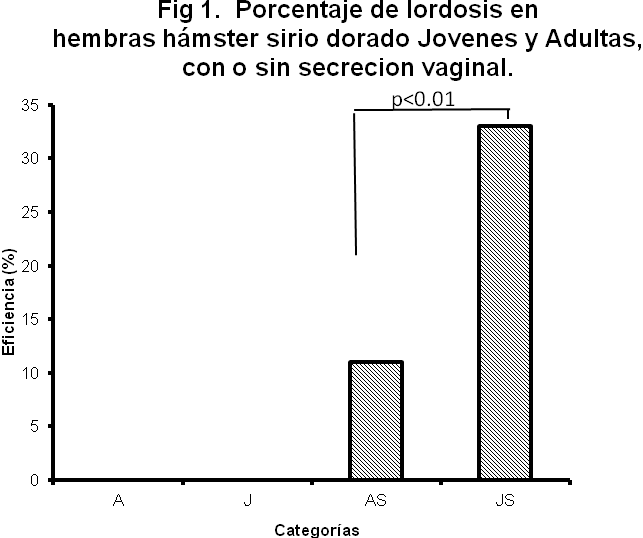 Fig 1.  Porcentaje de lordosis en
hembras hámster sirio dorado Jovenes y Adultas,
con o sin secrecion vaginal.
p<0.01
35
30
25
20
15
10
5
0
Eficiencia (%)
A J AS JS
Categorías